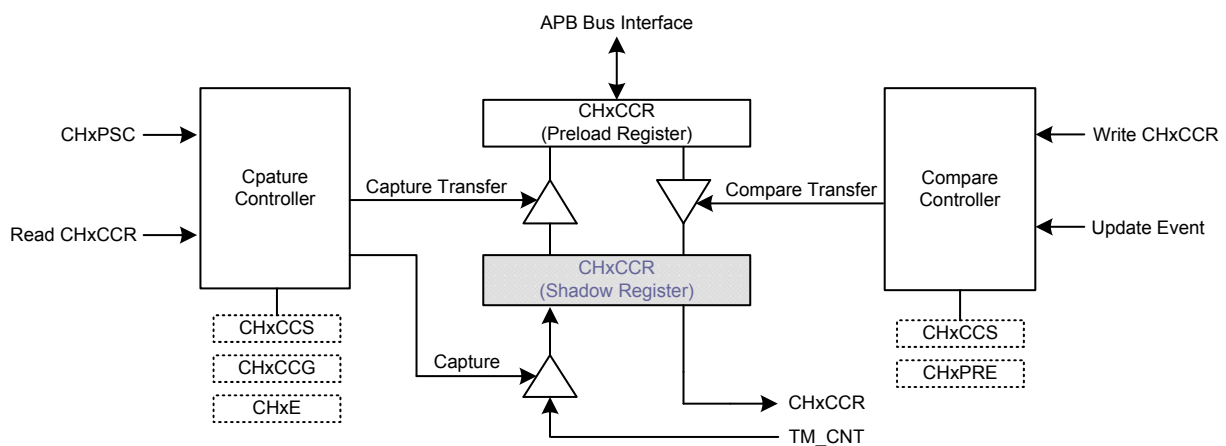 APB Bus Interface
CHxCCR
(Preload Register)
CHxPSC
Read CHxCCR
Cpature
Controller
Capture Transfer
Compare Transfer
Compare
Controller
Write CHxCCR
Update Event
CHxCCR
(Shadow Register)
CHxCCS
CHxCCG
CHxE
Capture
CHxCCS
CHxPRE
CHxCCR
TM_CNT